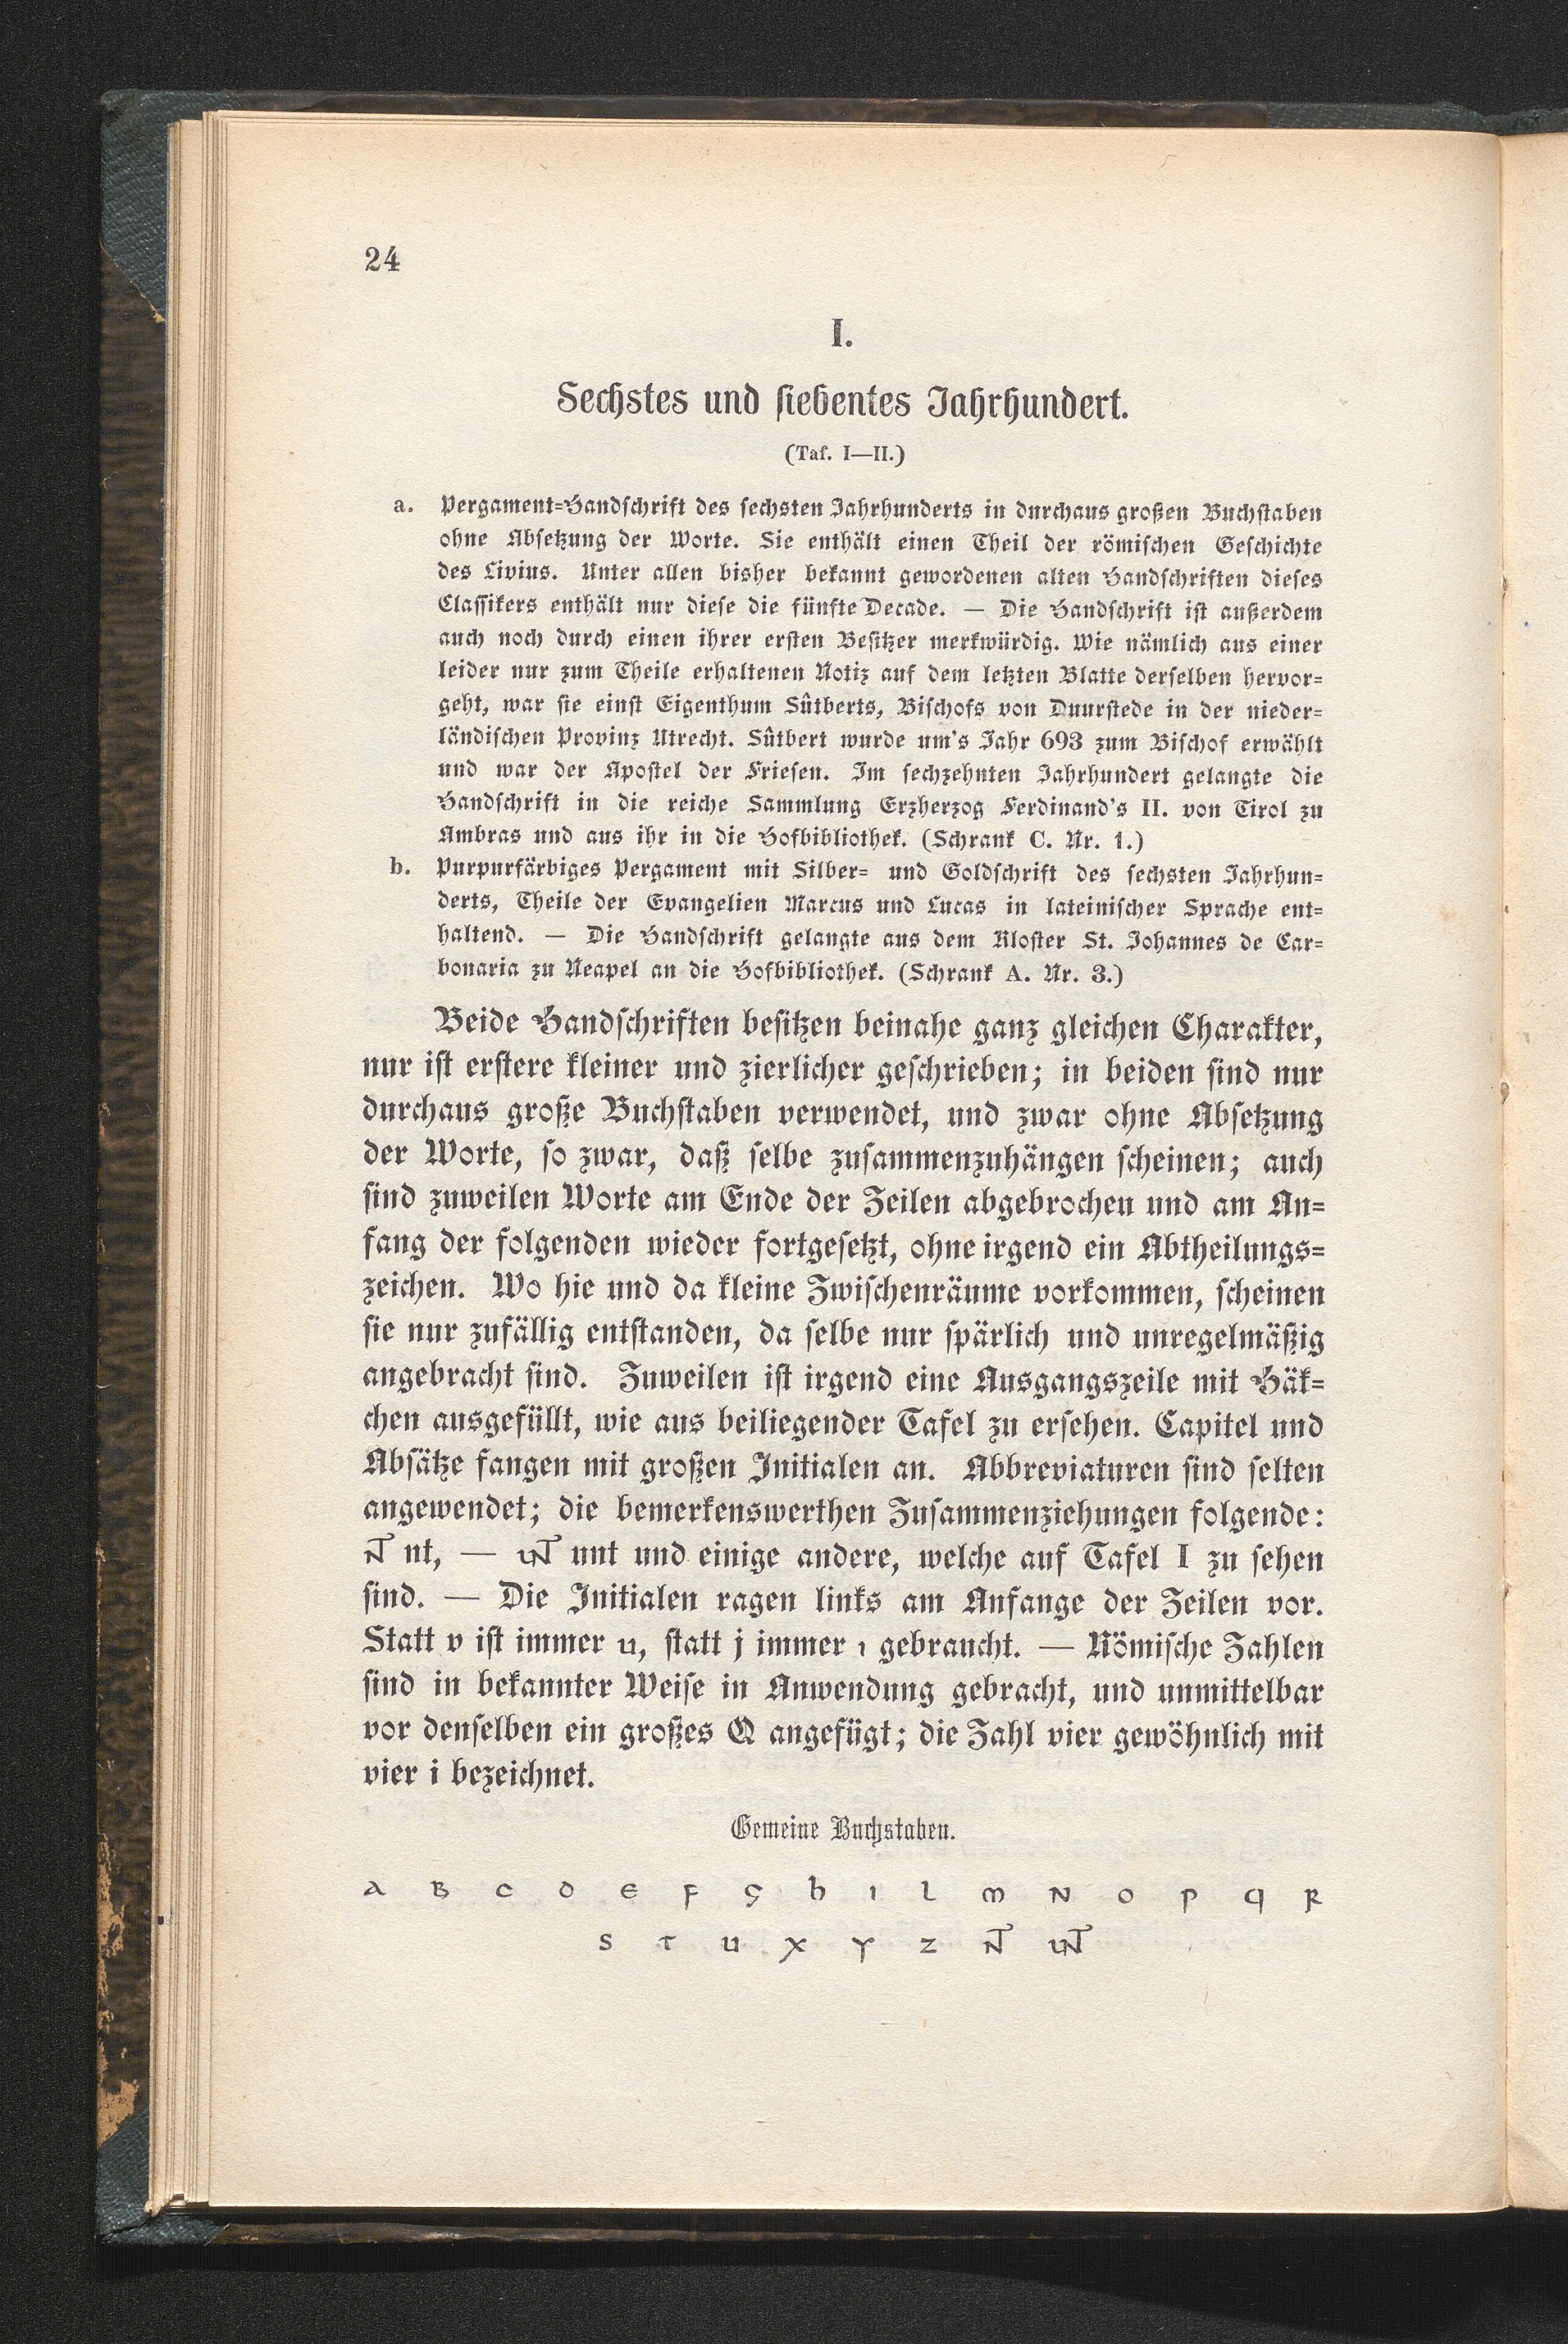 24
I.
Sechstes und siebentes Jahrhundert.
(Taf. I—II.)
a. Pergament-Handschrift des sechsten Jahrhunderts in durchaus großen Buchstaben
ohne Absetzung der Worte. Sie enthält einen Theil der römischen Geschichte
des Livius. Unter allen bisher bekannt gewordenen alten Handschriften dieses
Classikers enthält nur diese die fünfte Decade. — Die Handschrift ist außerdem
auch noch durch einen ihrer ersten Besitzer merkwürdig. Wie nämlich aus einer
leider nur zum Theile erhaltenen Notiz auf dem letzten Blatte derselben hervor-
geht, war sie einst Eigenthum Sûtberts, Bischofs von Duurstede in der nieder-
ländischen Provinz Utrecht. Sûtbert wurde um's Jahr 693 zum Bischof erwählt
und war der Apostel der Friesen. Im sechzehnten Jahrhundert gelangte die
Handschrift in die reiche Sammlung Erzherzog Ferdinand's II. von Tirol zu
Ambras und aus ihr in die Hofbibliothek. (Schrank C. Nr. 1.)
b. Purpurfärbiges Pergament mit Silber- und Goldschrift des sechsten Jahrhun-
derts, Theile der Evangelien Marcus und Lucas in lateinischer Sprache ent-
haltend. — Die Handschrift gelangte aus dem Kloster St. Johannes de Car-
bonaria zu Neapel an die Hofbibliothek. (Schrank A. Nr. 3.)
Beide Handschriften besitzen beinahe ganz gleichen Charakter,
nur ist erstere kleiner und zierlicher geschrieben; in beiden sind nur
durchaus große Buchstaben verwendet, und zwar ohne Absetzung
der Worte, so zwar, daß selbe zusammenzuhängen scheinen; auch
sind zuweilen Worte am Ende der Zeilen abgebrochen und am An-
fang der folgenden wieder fortgesetzt, ohne irgend ein Abtheilungs-
zeichen. Wo hie und da kleine Zwischenräume vorkommen, scheinen
sie nur zufällig entstanden, da selbe nur spärlich und unregelmäßig
angebracht sind. Zuweilen ist irgend eine Ausgangszeile mit Häk-
chen ausgefüllt, wie aus beiliegender Tafel zu ersehen. Capitel und
Absätze fangen mit großen Initialen an. Abbreviaturen sind selten
angewendet; die bemerkenswerthen Zusammenziehungen folgende:
NT nt, — UNT unt und einige andere, welche auf Tafel I zu sehen
sind. — Die Initialen ragen links am Anfange der Zeilen vor.
Statt v ist immer u, statt j immer ı gebraucht. — Römische Zahlen
sind in bekannter Weise in Anwendung gebracht, und unmittelbar
vor denselben ein großes Q angefügt; die Zahl vier gewöhnlich mit
vier i bezeichnet.
Gemeine Buchstaben.
a B c d e F G h ı l m N o p q R
s T u x y z NT UNT